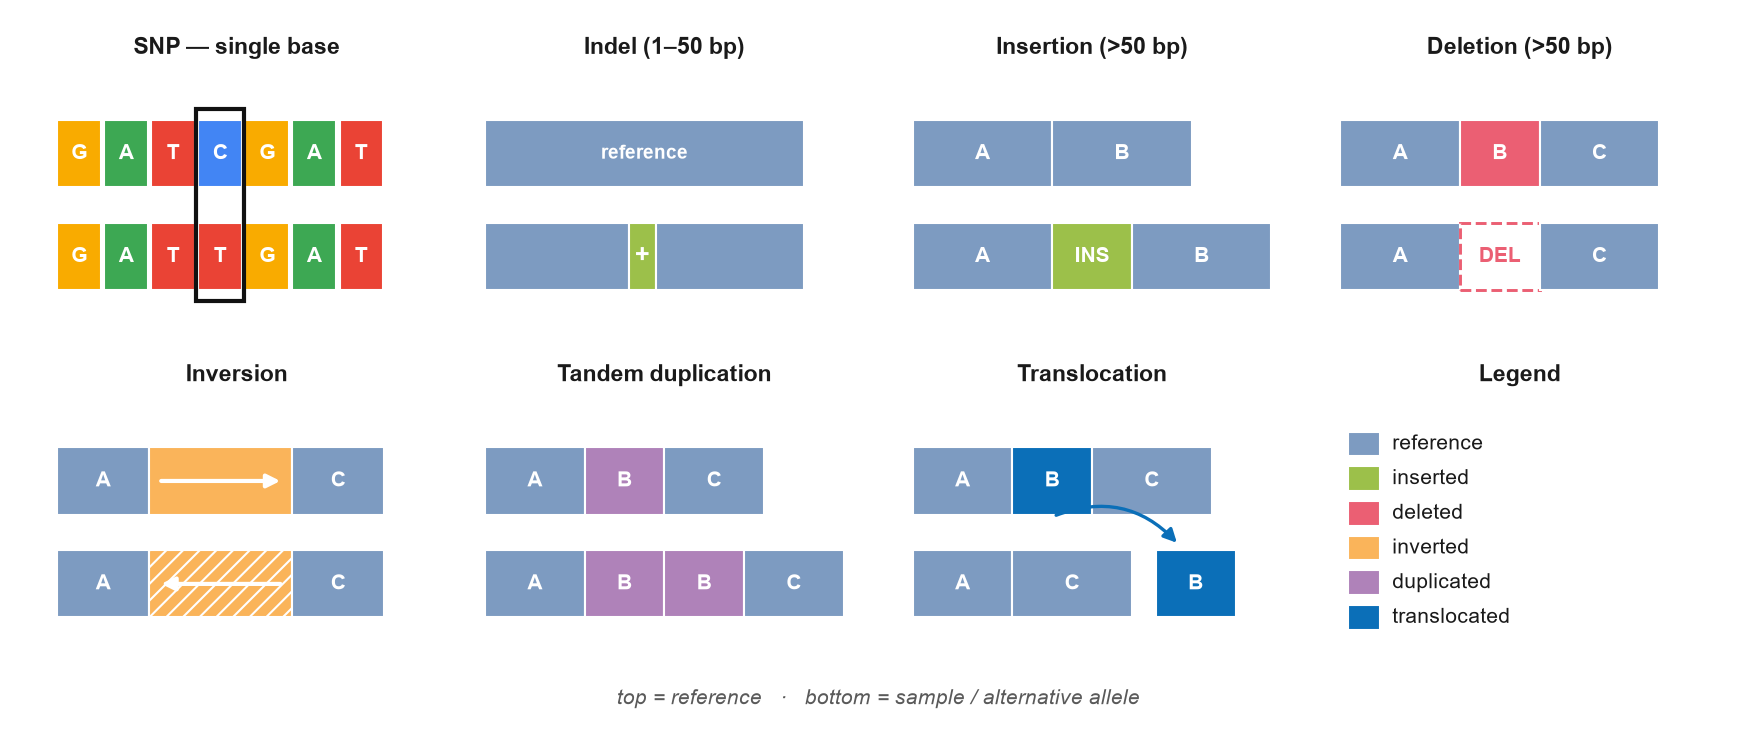 SNP — single base
Indel (1–50 bp)
Insertion (>50 bp)
Deletion (>50 bp)
G A T C G A T
reference
A B
A B C
G A T T G A T
+
A INS B
A DEL C
Inversion
Tandem duplication
Translocation
Legend
A C
A B C
A B C
A C
A B B C
A C B
reference
inserted
deleted
inverted
duplicated
translocated
top = reference · bottom = sample / alternative allele